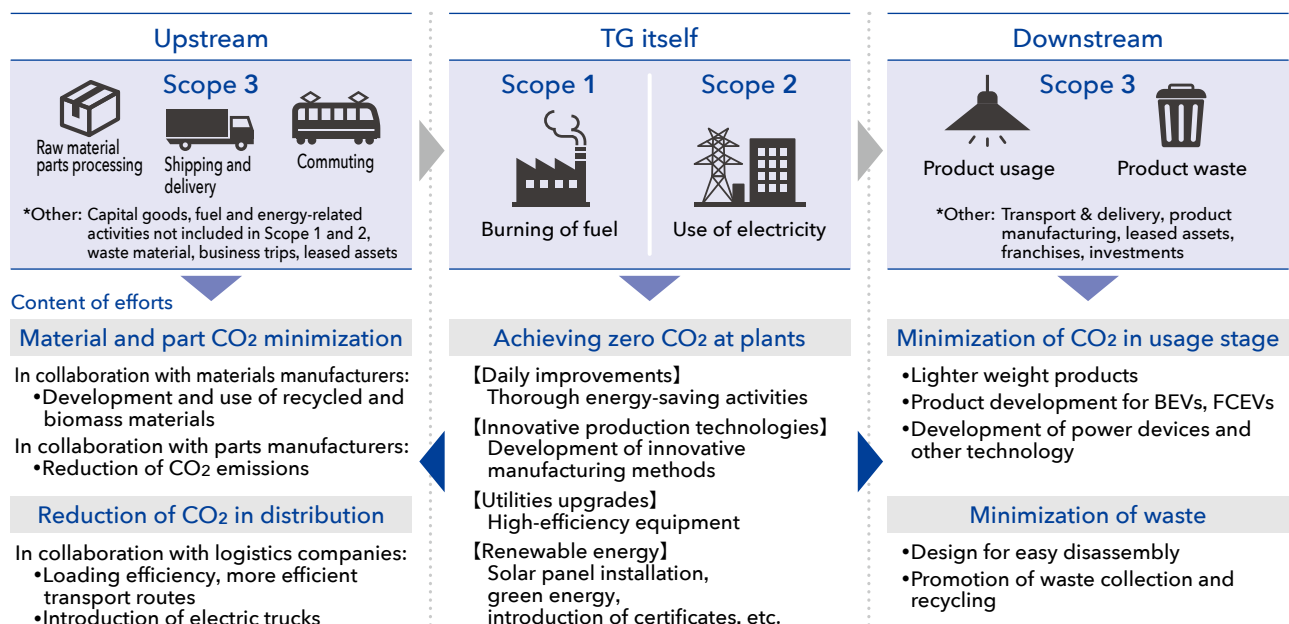 Upstream
Scope 3
Raw material
parts processing
Shipping and
delivery
Commuting
*Other: Capital goods, fuel and energy-related
activities not included in Scope 1 and 2,
waste material, business trips, leased assets
TG itself
Scope 1
Burning of fuel
Scope 2
Use of electricity
Downstream
Scope 3
Product usage
Product waste
*Other: Transport & delivery, product
manufacturing, leased assets,
franchises, investments
Content of efforts
Material and part CO2 minimization
In collaboration with materials manufacturers:
•Development and use of recycled and
biomass materials
In collaboration with parts manufacturers:
•Reduction of CO2 emissions
Reduction of CO2 in distribution
In collaboration with logistics companies:
•Loading efficiency, more efficient
transport routes
•Introduction of electric trucks
Achieving zero CO2 at plants
【Daily improvements】
Thorough energy-saving activities
【Innovative production technologies】
Development of innovative
manufacturing methods
【Utilities upgrades】
High-efficiency equipment
【Renewable energy】
Solar panel installation,
green energy,
introduction of certificates, etc.
Minimization of CO2 in usage stage
•Lighter weight products
•Product development for BEVs, FCEVs
•Development of power devices and
other technology
Minimization of waste
•Design for easy disassembly
•Promotion of waste collection and
recycling